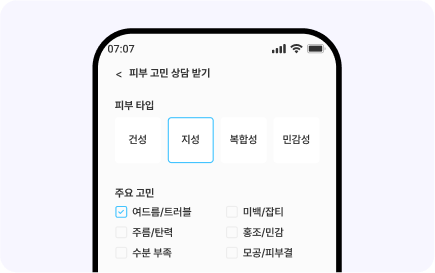 07:07
< 피부 고민 상담 받기
피부 타입
건성 지성 복합성 민감성
주요 고민
여드름/트러블 미백/잡티
주름/탄력 홍조/민감
수분 부족 모공/피부결